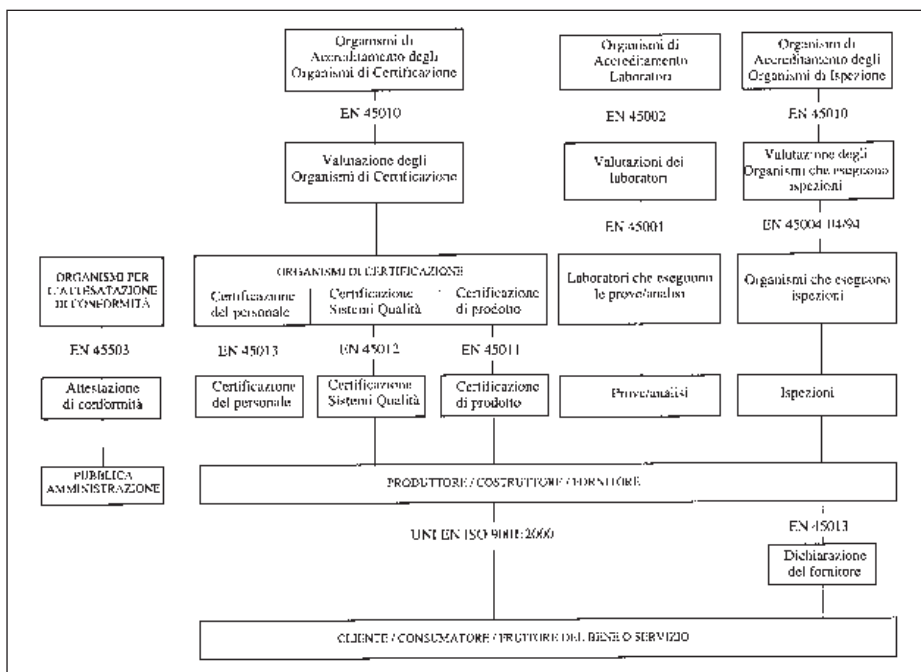 Organismi di
Accreditamento degli
Organismi di Certificazione
Organismi di
Accreditamento
Laboratori
Organismi di
Accreditamento degli
Organismi di Ispezione
EN 45010
EN 45002
EN 45010
Valutazione degli
Organismi di Certificazione
Valutazioni dei
laboratori
Valutazione degli
Organismi che eseguono
ispezioni
EN 45001
EN 45004 04/94
ORGANISMI PER
L'ATTESATAZIONE
DI CONFORMITÀ
ORGANISMI DI CERTIFICAZIONE
Certificazione
del personale
Certificazione
Sistemi Qualità
Certificazione
di prodotto
Laboratori che eseguono
le prove/analisi
Organismi che eseguono
ispezioni
EN 45503
EN 45013
EN 45012
EN 45011
Attestazione
di conformità
Certificazione
del personale
Certificazione
Sistemi Qualità
Certificazione
di prodotto
Prove/analisi
Ispezioni
PUBBLICA
AMMINISTRAZIONE
PRODUTTORE / COSTRUTTORE / FORNITORE
UNI EN ISO 9001:2000
EN 45013
Dichiarazione
del fornitore
CLIENTE / CONSUMATORE / FRUITORE DEL BENE O SERVIZIO